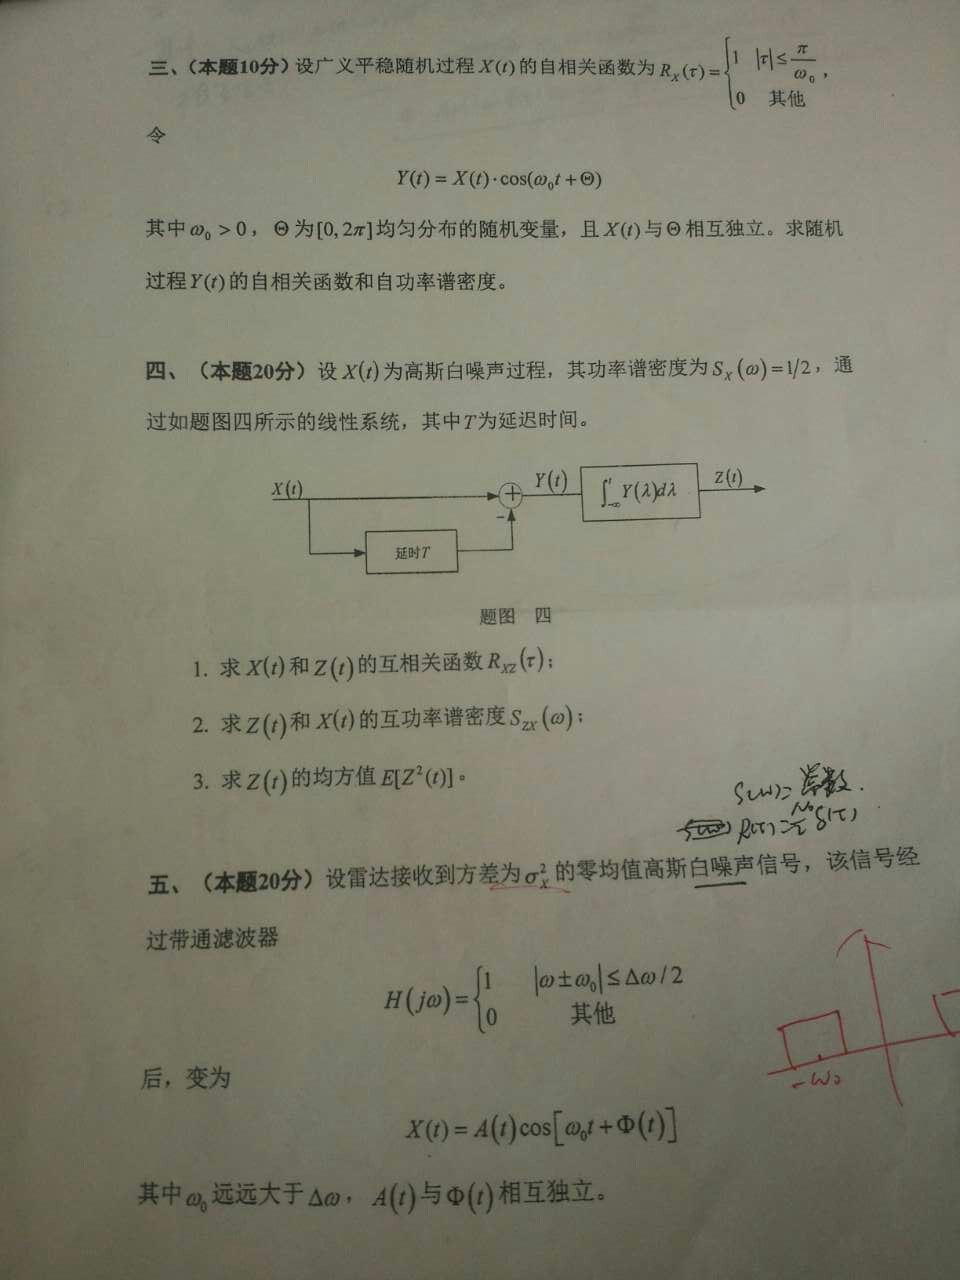 三、（本题10分）设广义平稳随机过程 X(t) 的自相关函数为 R_X(τ) = { 1 |τ| ≤ π/ω₀ ,
0 其他
令
Y(t) = X(t)·cos(ω₀t + Θ)
其中 ω₀ > 0，Θ 为[0, 2π]均匀分布的随机变量，且 X(t) 与 Θ 相互独立。求随机
过程 Y(t) 的自相关函数和自功率谱密度。
四、（本题20分）设 X(t) 为高斯白噪声过程，其功率谱密度为 S_X(ω) = 1/2，通
过如题图四所示的线性系统，其中T为延迟时间。
X(t)
+
-
Y(t)
∫_{-∞}^{t} Y(λ)dλ
Z(t)
延时T
题图 四
1. 求 X(t) 和 Z(t) 的互相关函数 R_XZ(τ)；
2. 求 Z(t) 和 X(t) 的互功率谱密度 S_ZX(ω)；
3. 求 Z(t) 的均方值 E[Z²(t)]。
S(ω)= 常数.
R(τ)= N₀/2 δ(τ)
五、（本题20分）设雷达接收到方差为 σ_X² 的零均值高斯白噪声信号，该信号经
过带通滤波器
H(jω) = { 1 |ω ± ω₀| ≤ Δω / 2
0 其他
-ω₀
后，变为
X(t) = A(t)cos[ω₀t + Φ(t)]
其中 ω₀ 远远大于 Δω，A(t) 与 Φ(t) 相互独立。